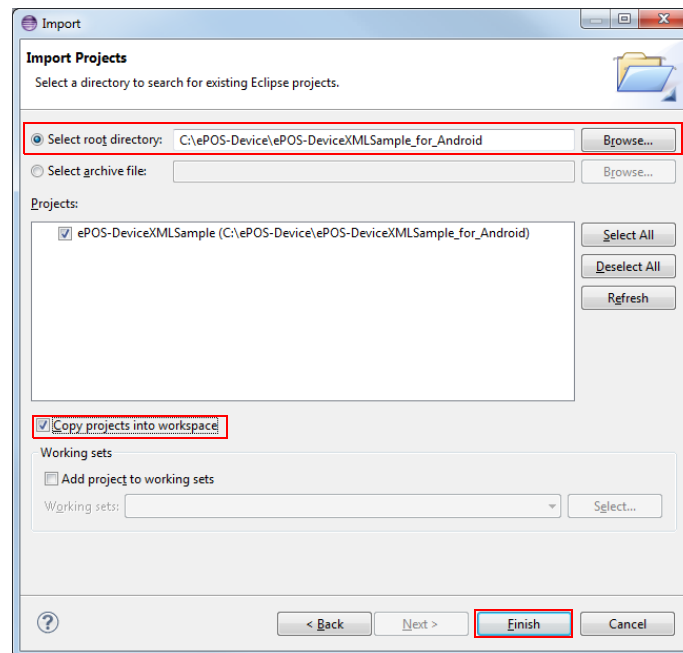 Import
Import Projects
Select a directory to search for existing Eclipse projects.
Select root directory: C:\ePOS-Device\ePOS-DeviceXMLSample_for_Android Browse...
Select archive file: Browse...
Projects:
ePOS-DeviceXMLSample (C:\ePOS-Device\ePOS-DeviceXMLSample_for_Android)
Select All
Deselect All
Refresh
Copy projects into workspace
Working sets
Add project to working sets
Working sets: Select...
? < Back Next > Finish Cancel